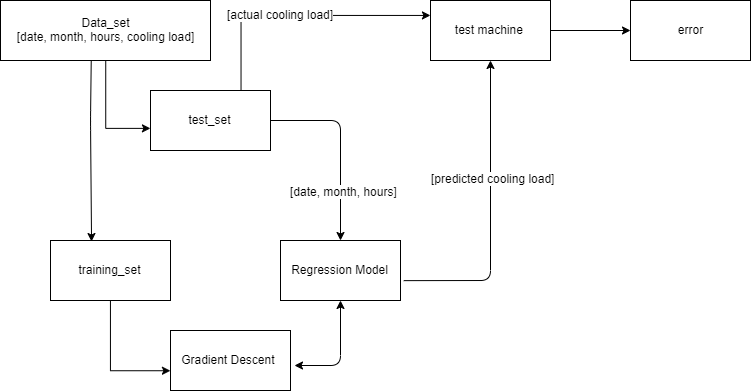 Data_set
[date, month, hours, cooling load]
[actual cooling load]
test machine
error
test_set
[predicted cooling load]
[date, month, hours]
training_set
Regression Model
Gradient Descent